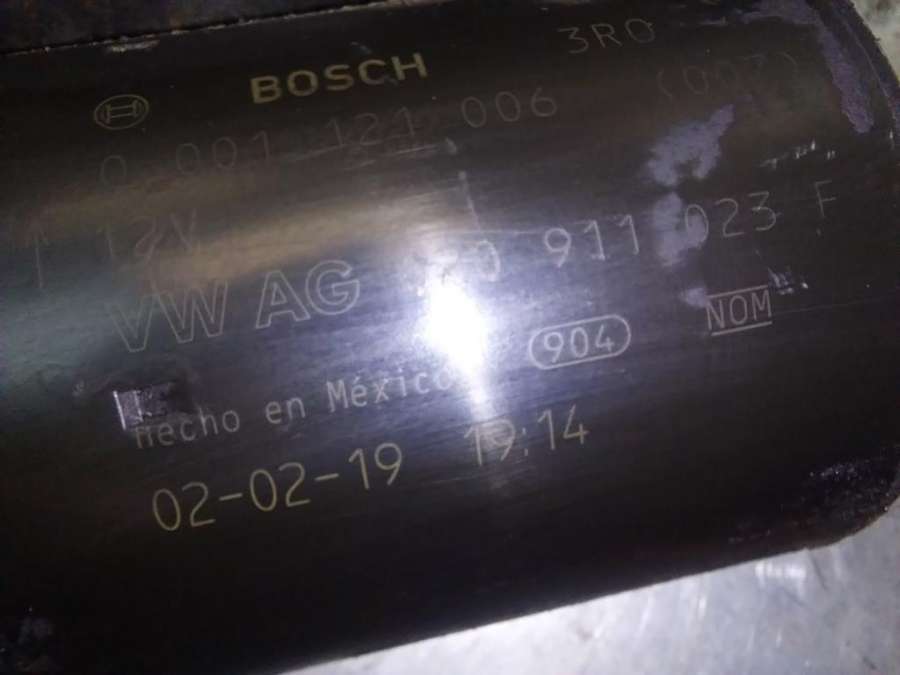 BOSCH 3R0
0 001 121 006 (007)
12V
VW AG 911 023 F
904 NOM
Hecho en México
02-02-19 19:14